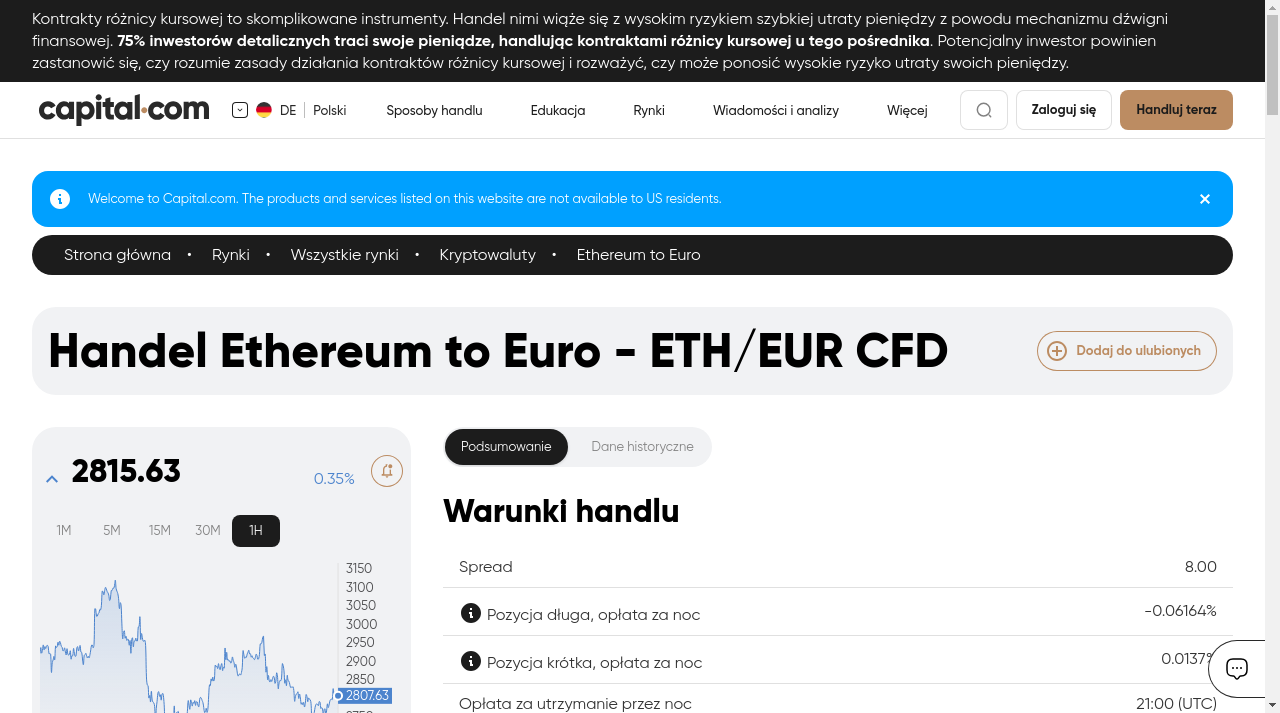 Kontrakty różnicy kursowej to skomplikowane instrumenty. Handel nimi wiąże się z wysokim ryzykiem szybkiej utraty pieniędzy z powodu mechanizmu dźwigni
finansowej. 75% inwestorów detalicznych traci swoje pieniądze, handlując kontraktami różnicy kursowej u tego pośrednika. Potencjalny inwestor powinien
zastanowić się, czy rozumie zasady działania kontraktów różnicy kursowej i rozważyć, czy może ponosić wysokie ryzyko utraty swoich pieniędzy.
capital.com DE Polski Sposoby handlu Edukacja Rynki Wiadomości i analizy Więcej Zaloguj się Handluj teraz
Welcome to Capital.com. The products and services listed on this website are not available to US residents.
Strona główna • Rynki • Wszystkie rynki • Kryptowaluty • Ethereum to Euro
Handel Ethereum to Euro - ETH/EUR CFD
Dodaj do ulubionych
2815.63 0.35%
1M 5M 15M 30M 1H
3150
3100
3050
3000
2950
2900
2850
2807.63
Podsumowanie Dane historyczne
Warunki handlu
Spread 8.00
Pozycja długa, opłata za noc -0.06164%
Pozycja krótka, opłata za noc 0.0137%
Opłata za utrzymanie przez noc 21:00 (UTC)